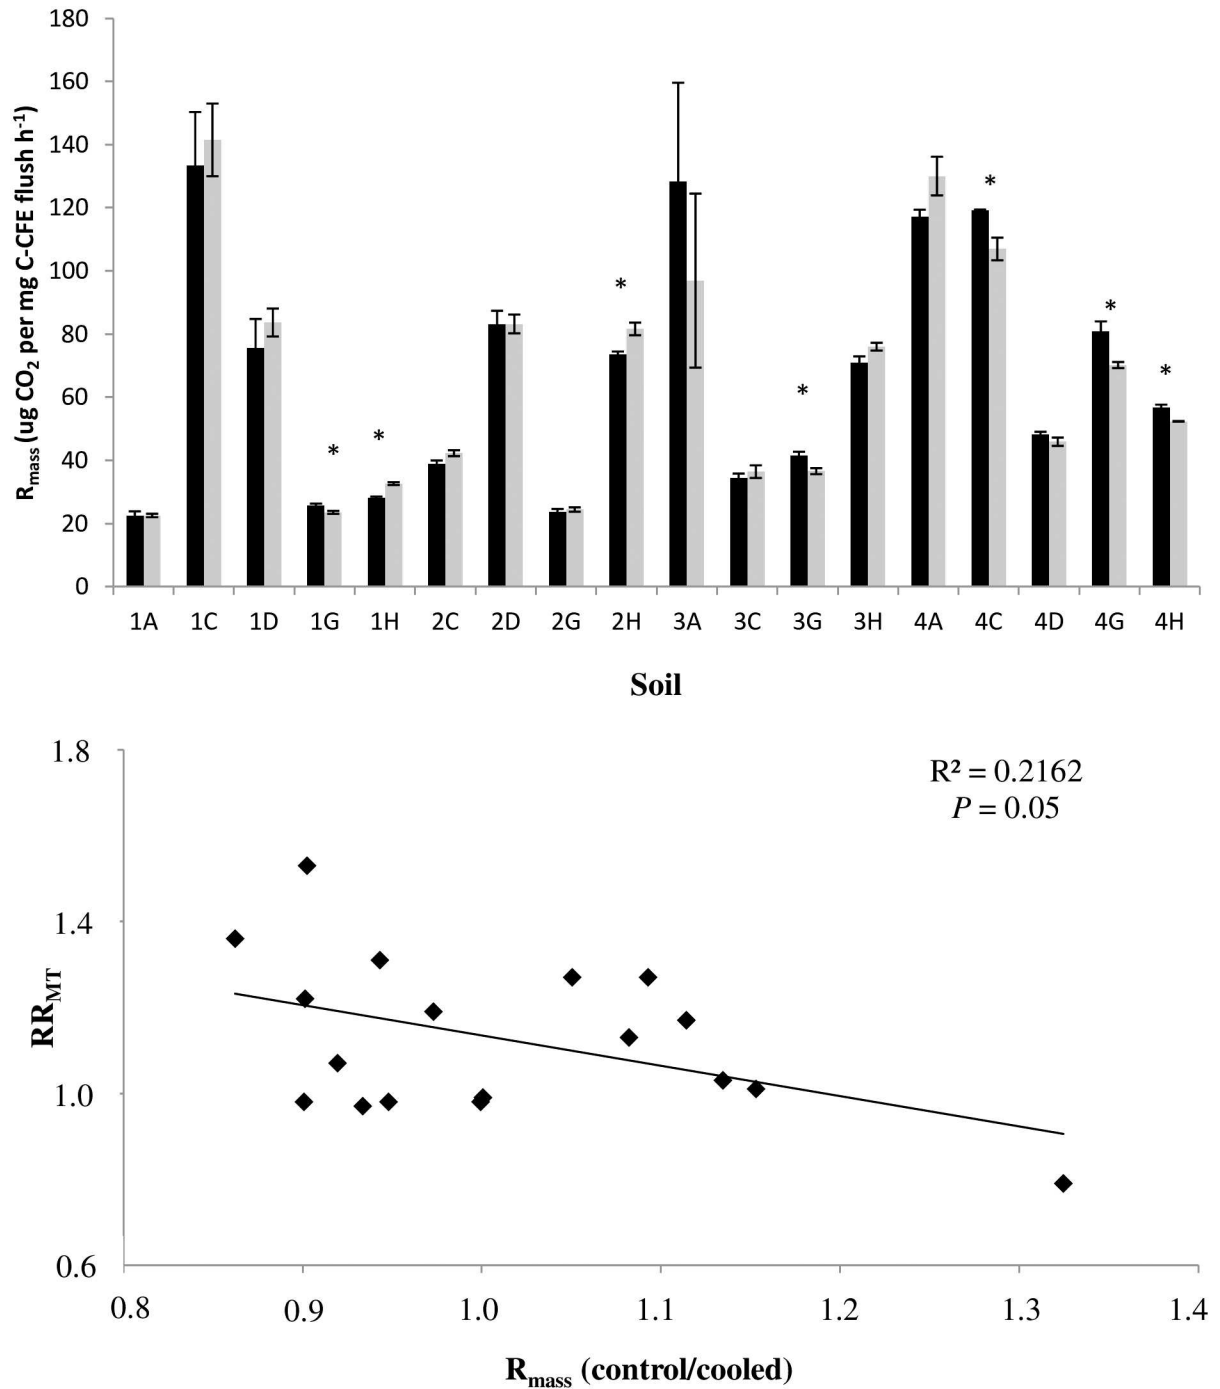 180
160
140
120
100
80
60
40
20
0
R_mass (ug CO₂ per mg C-CFE flush h⁻¹)
* * * * * * *
1A 1C 1D 1G 1H 2C 2D 2G 2H 3A 3C 3G 3H 4A 4C 4D 4G 4H
Soil
1.8
1.4
1.0
0.6
RR_MT
R² = 0.2162
P = 0.05
0.8 0.9 1.0 1.1 1.2 1.3 1.4
R_mass (control/cooled)